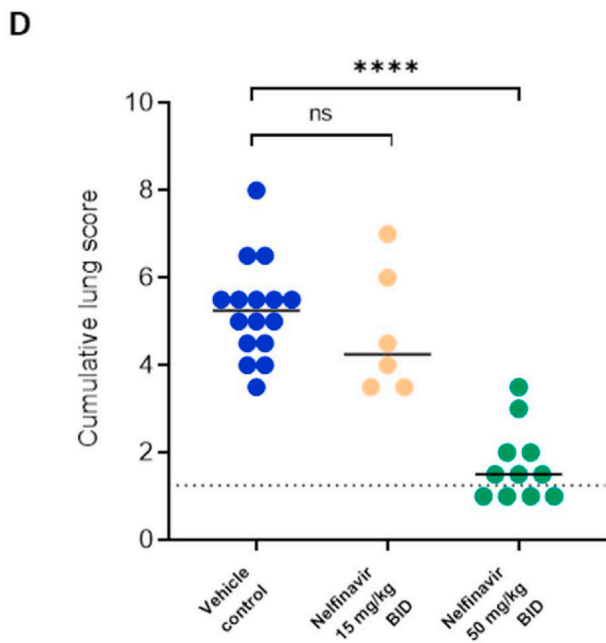 D
****
ns
10
8
6
4
2
0
Cumulative lung score
Vehicle
control
Nelfinavir
15 mg/kg
BID
Nelfinavir
50 mg/kg
BID